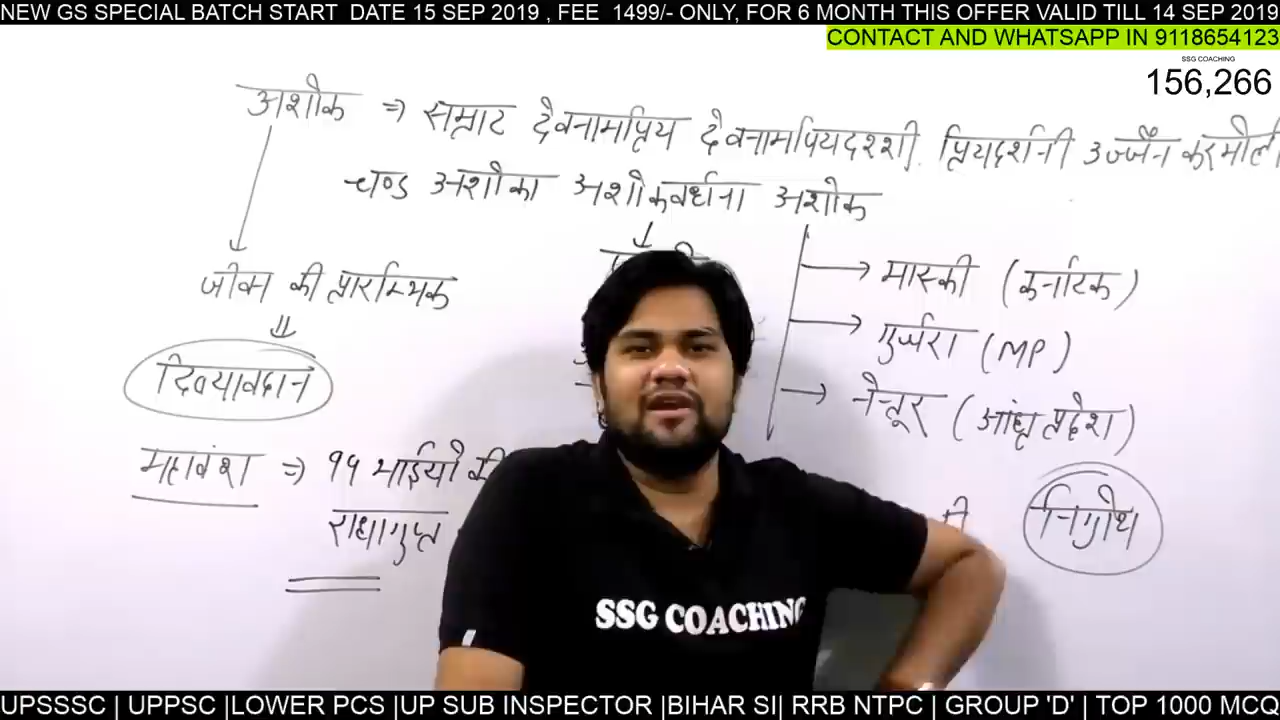 NEW GS SPECIAL BATCH START DATE 15 SEP 2019 , FEE 1499/- ONLY, FOR 6 MONTH THIS OFFER VALID TILL 14 SEP 2019
CONTACT AND WHATSAPP IN 9118654123
SSG COACHING
156,266
अशोक ⇒ सम्राट देवनामप्रिय देवनामपियदश्शी प्रियदर्शनी उज्जैन करमोली
चण्ड अशोका अशोकवर्धना अशोक
मास्की (कर्नाटक)
जीवन की प्रारम्भिक
गुर्जरा (MP)
दिव्यावदान
नेत्तूर (आंध्र प्रदेश)
महावंश ⇒ ११ भाईयो की
निगोथ
राधागुप्त
SSG COACHING
UPSSSC | UPPSC |LOWER PCS |UP SUB INSPECTOR |BIHAR SI| RRB NTPC | GROUP 'D' | TOP 1000 MCQ